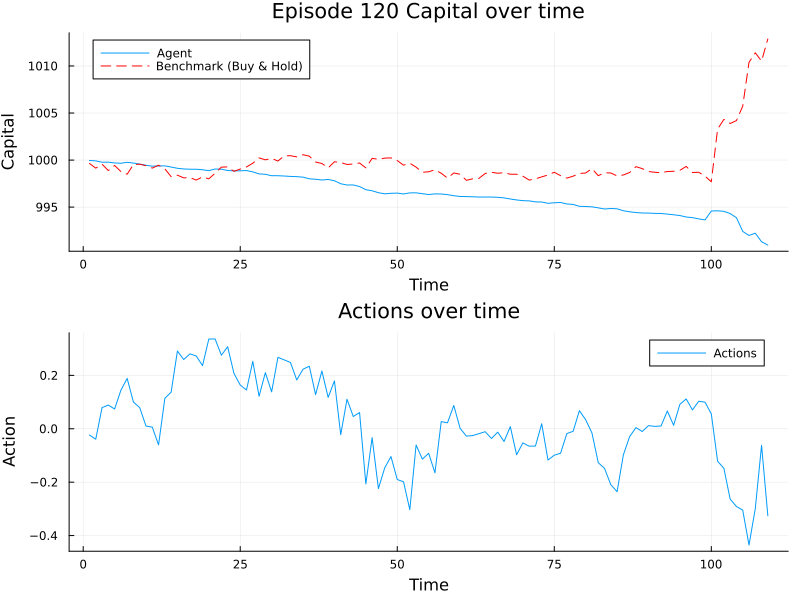 Episode 120 Capital over time
Agent
Benchmark (Buy & Hold)
Capital
1010
1005
1000
995
0 25 50 75 100
Time
Actions over time
Actions
Action
0.2
0.0
−0.2
−0.4
0 25 50 75 100
Time